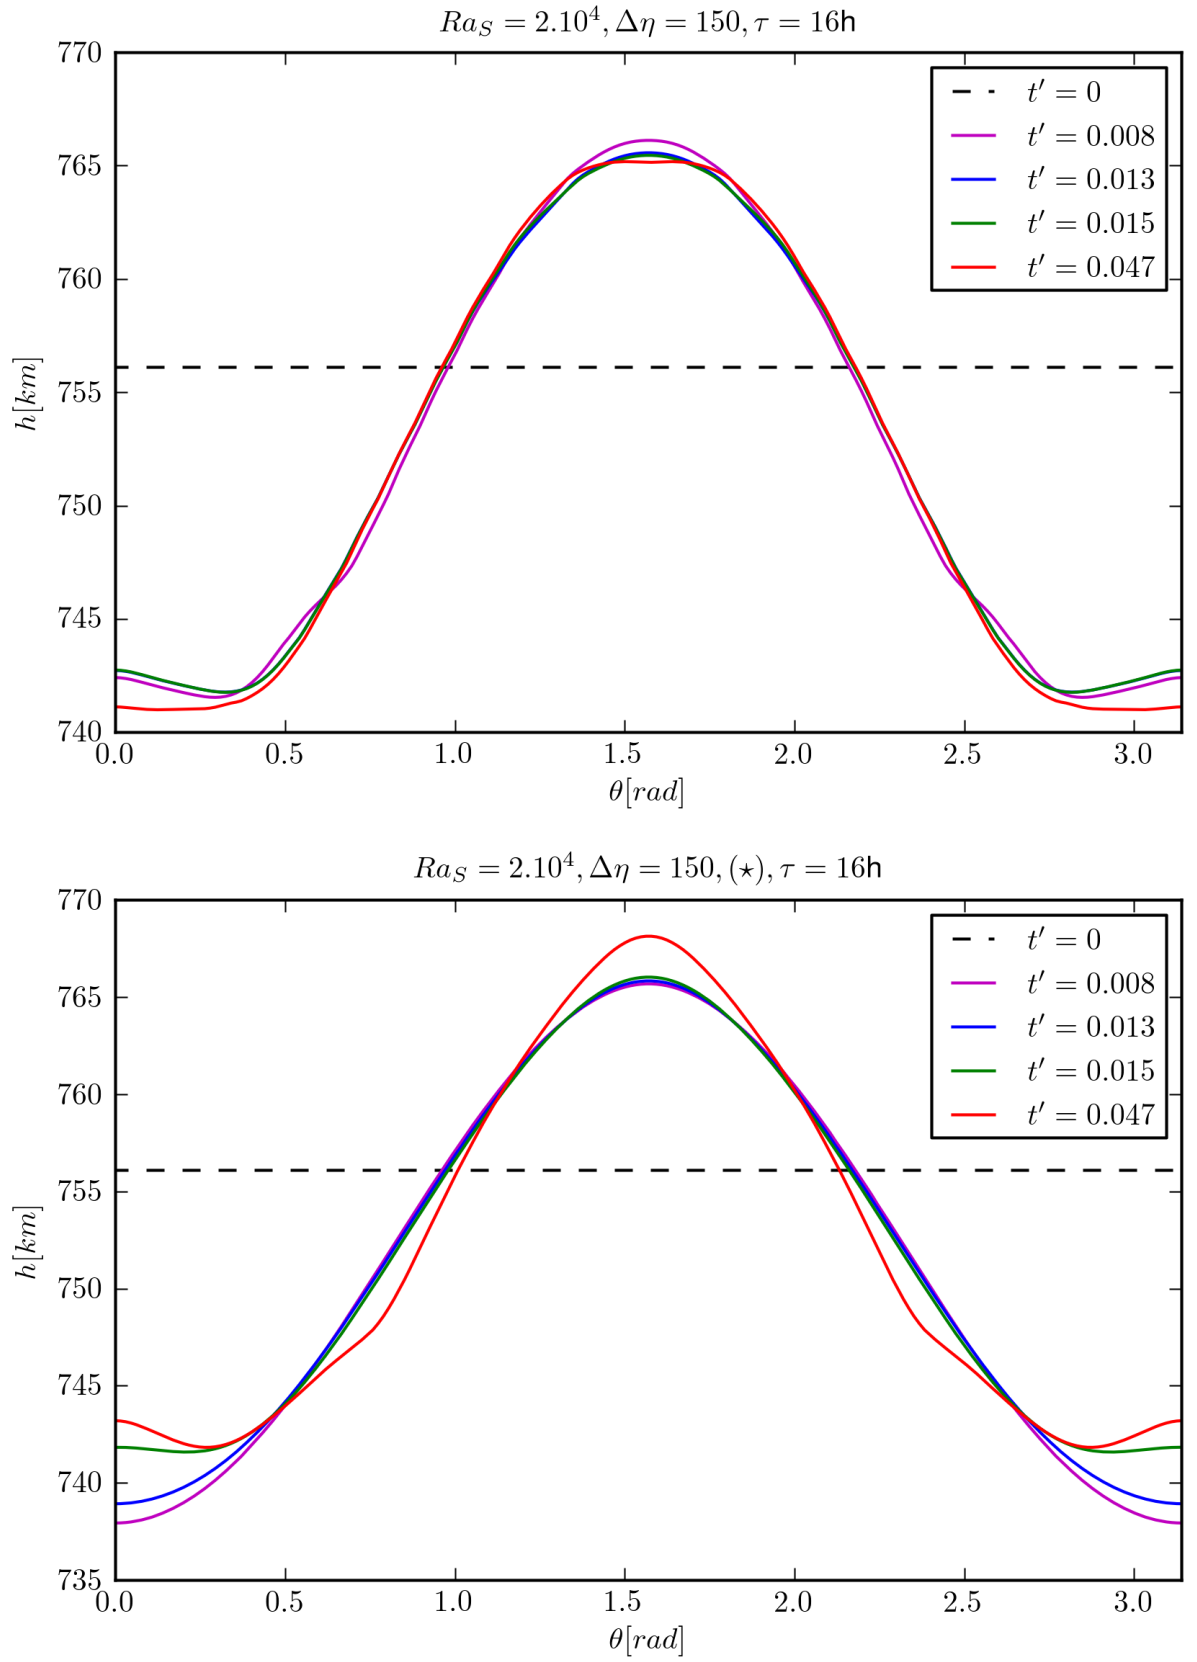 Ra_S = 2.10^4, Δη = 150, τ = 16h
770
765
760
755
750
745
740
h[km]
0.0 0.5 1.0 1.5 2.0 2.5 3.0
θ[rad]
t′ = 0
t′ = 0.008
t′ = 0.013
t′ = 0.015
t′ = 0.047
Ra_S = 2.10^4, Δη = 150, (⋆), τ = 16h
770
765
760
755
750
745
740
735
h[km]
0.0 0.5 1.0 1.5 2.0 2.5 3.0
θ[rad]
t′ = 0
t′ = 0.008
t′ = 0.013
t′ = 0.015
t′ = 0.047